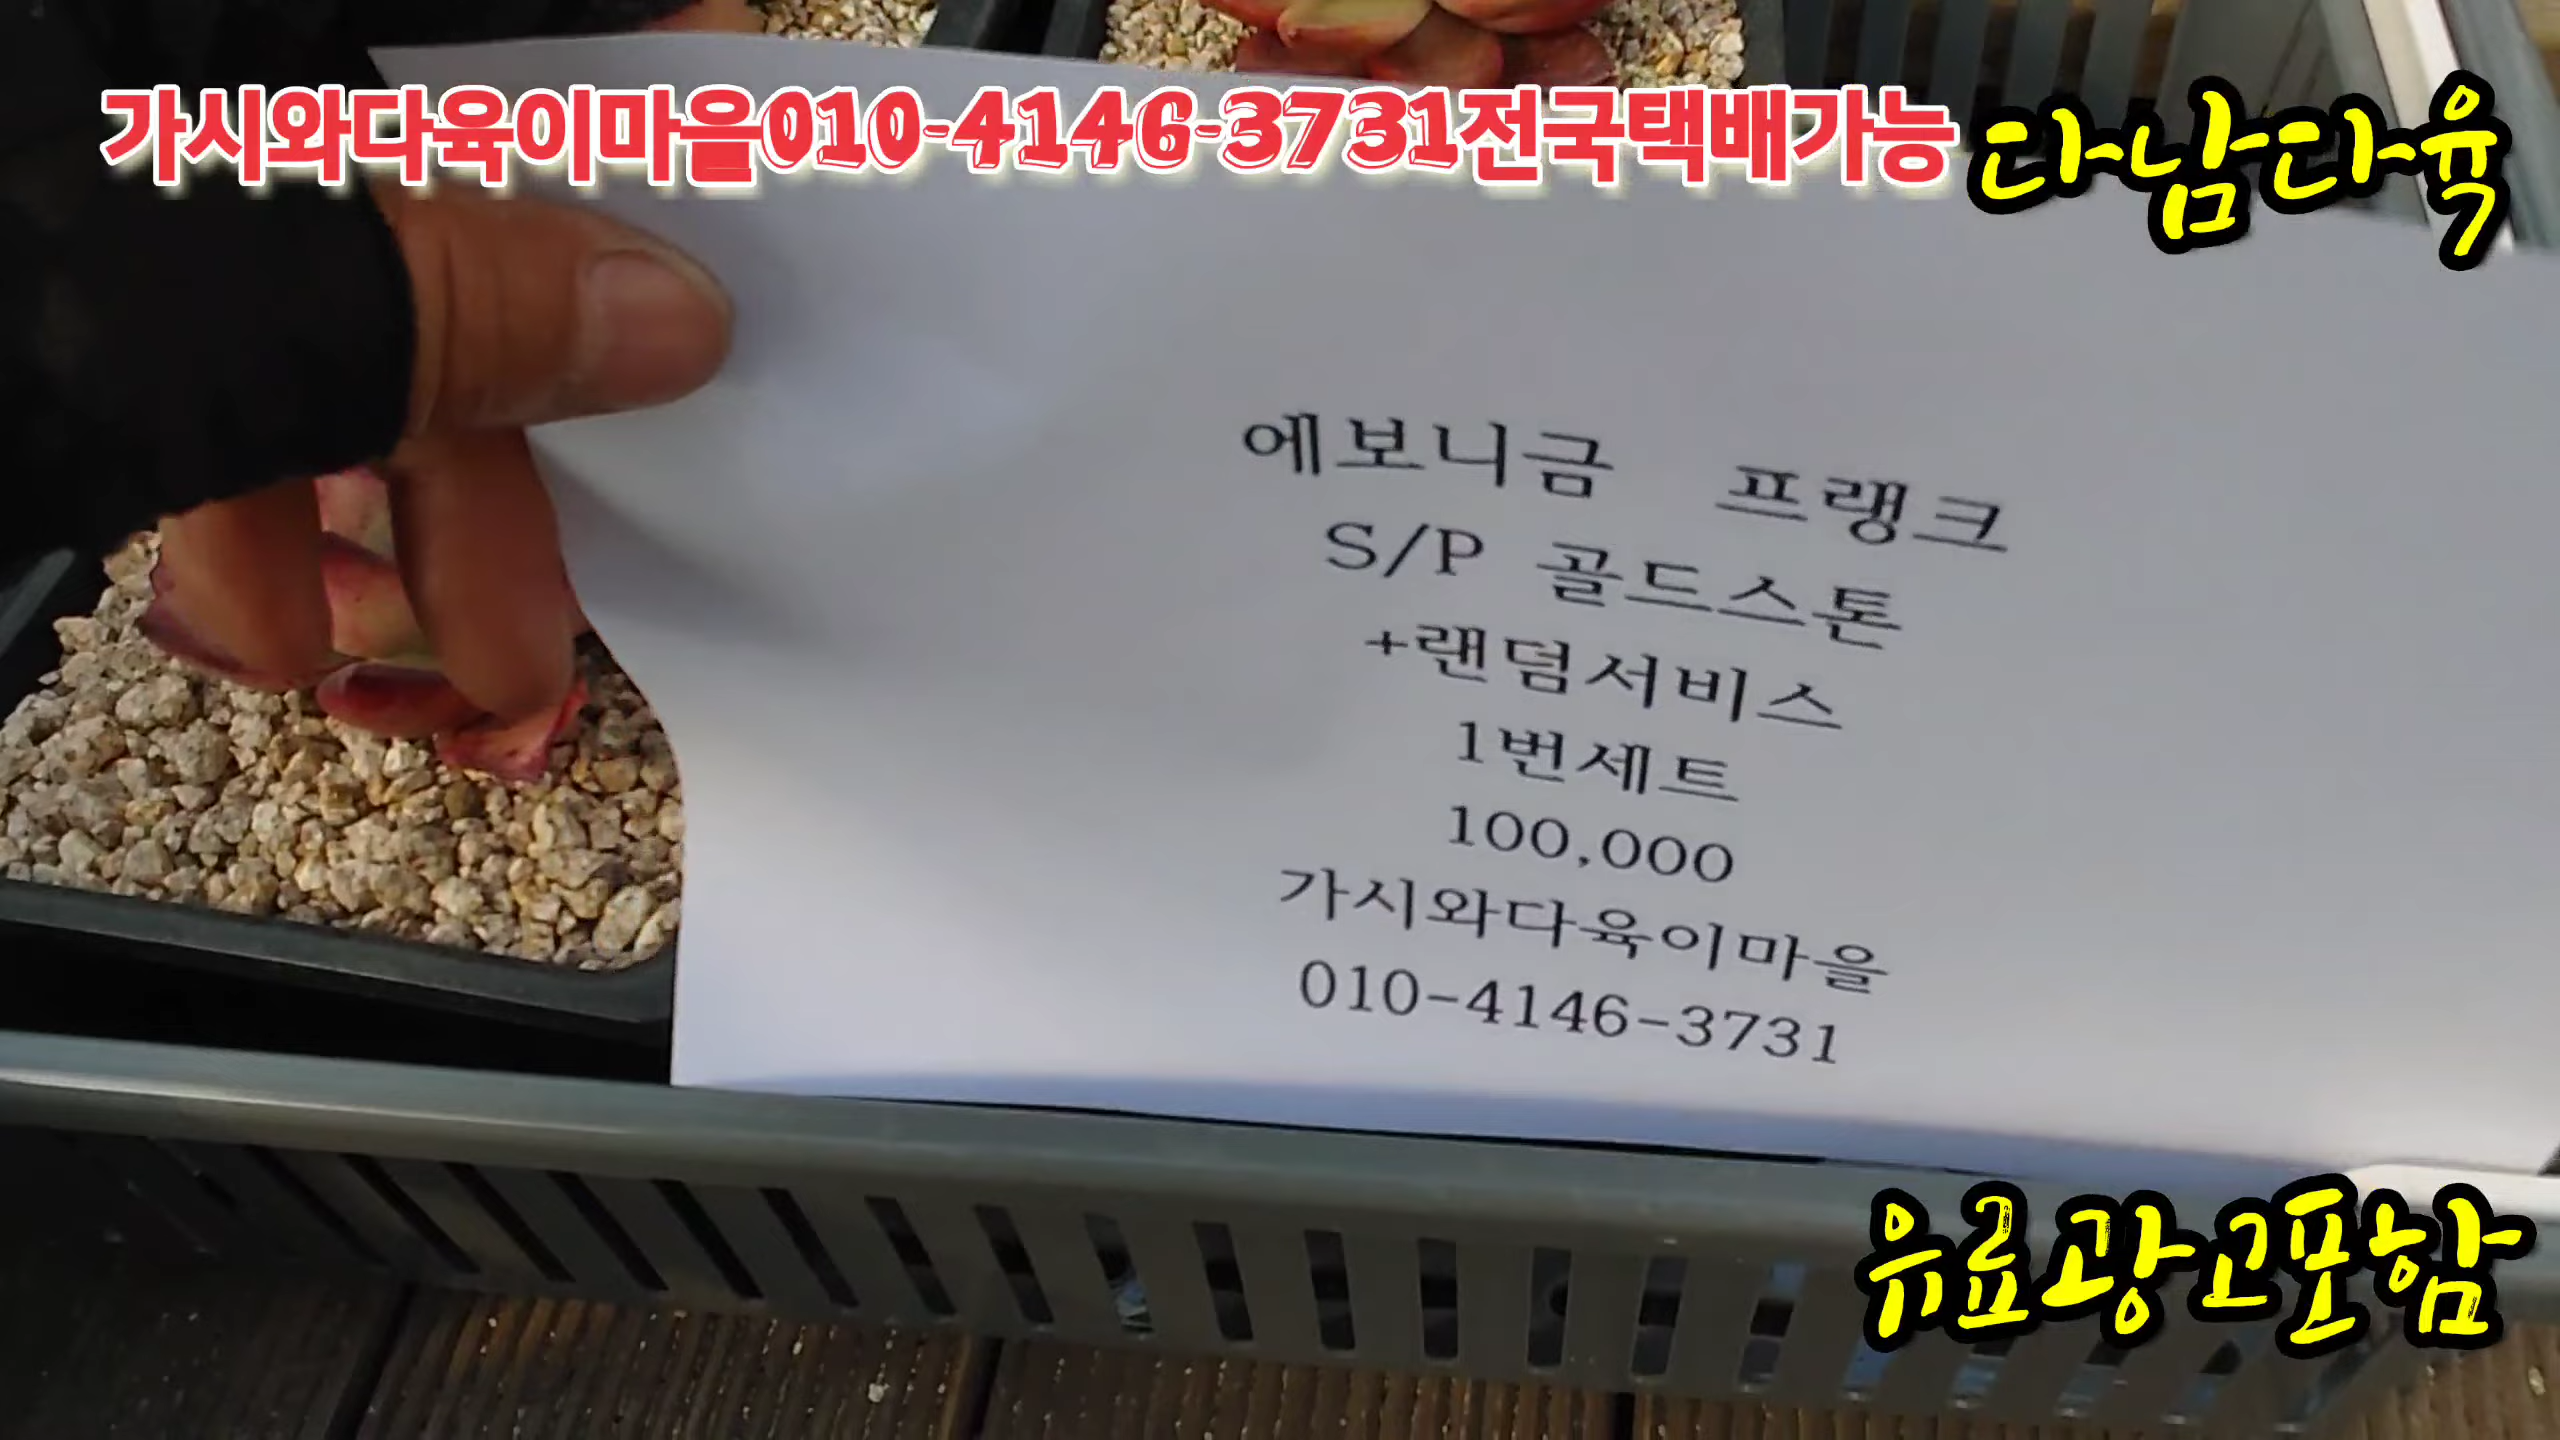 가시와다육이마을010-4146-3731전국택배가능
다남다육
에보니금 프랭크
S/P 골드스톤
+랜덤서비스
1번세트
100,000
가시와다육이마을
010-4146-3731
유료광고포함